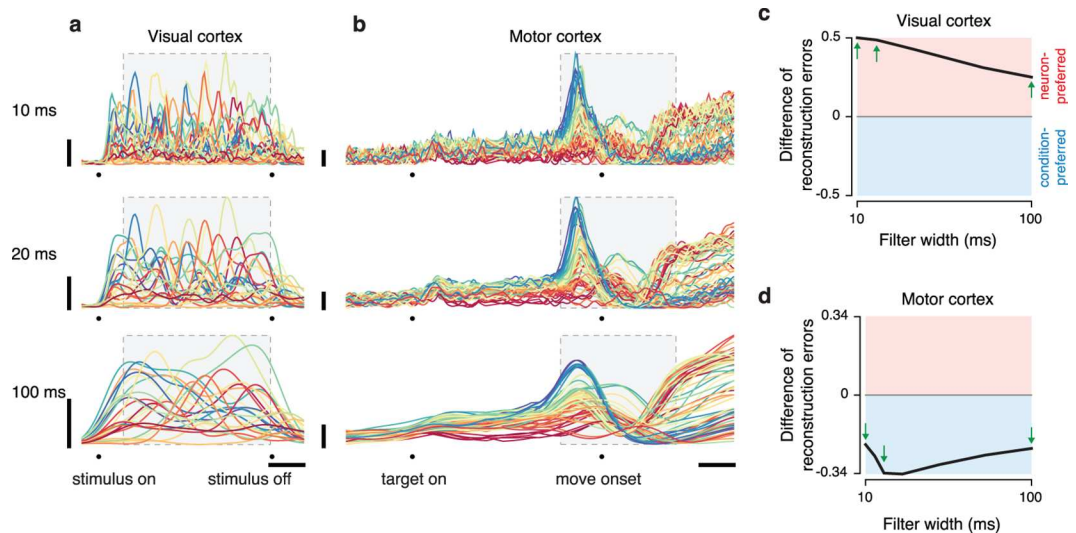 a
Visual cortex
10 ms
20 ms
100 ms
stimulus on
stimulus off
b
Motor cortex
target on
move onset
c
Visual cortex
Difference of
reconstruction errors
0.5
0
-0.5
10
100
Filter width (ms)
neuron-
preferred
condition-
preferred
d
Motor cortex
Difference of
reconstruction errors
0.34
0
-0.34
10
100
Filter width (ms)